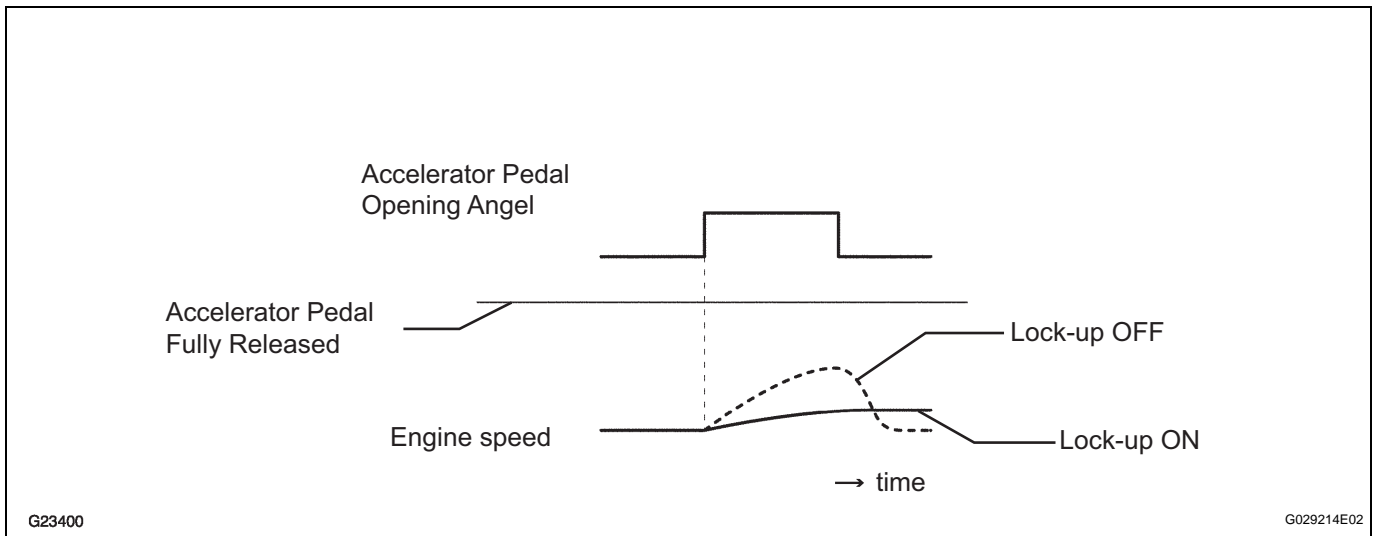 Accelerator Pedal
Opening Angel
Accelerator Pedal
Fully Released
Lock-up OFF
Engine speed
Lock-up ON
→ time
G23400
G029214E02